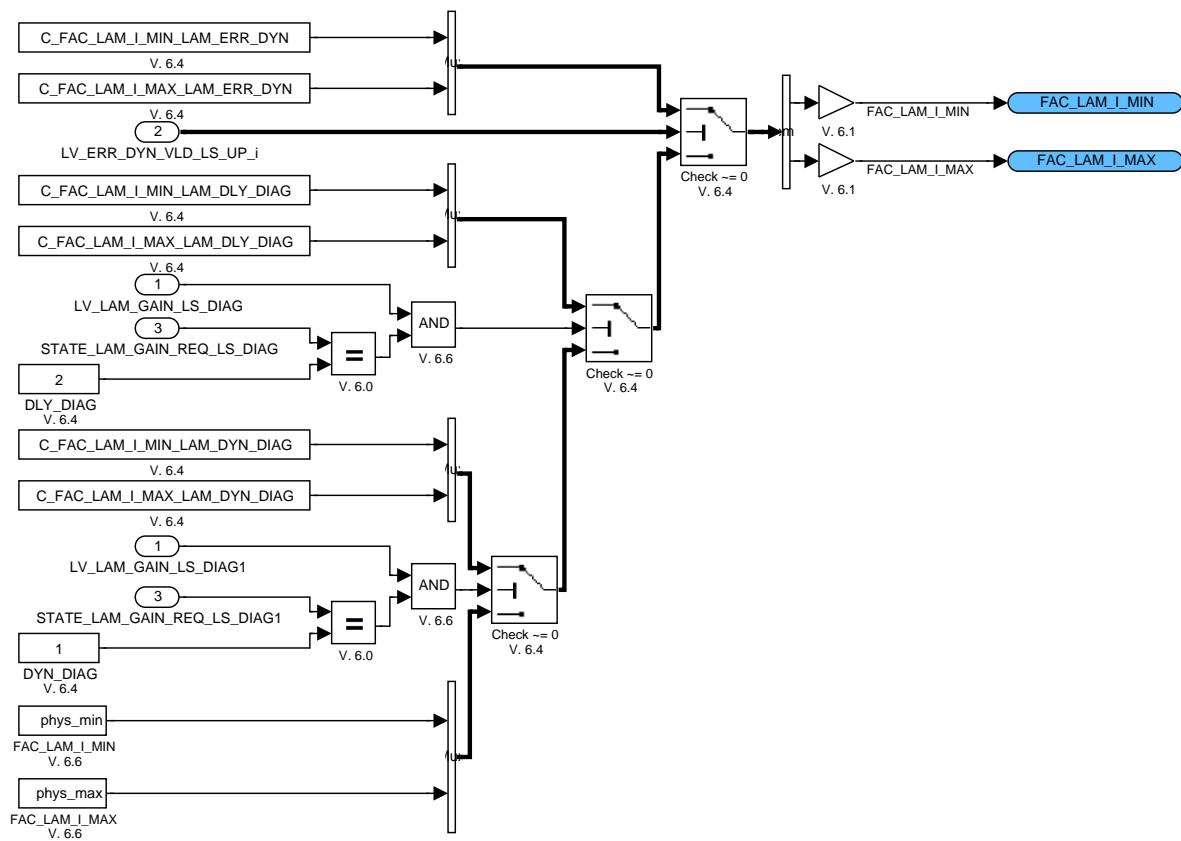 C_FAC_LAM_I_MIN_LAM_ERR_DYN
V. 6.4
C_FAC_LAM_I_MAX_LAM_ERR_DYN
V. 6.4
2
LV_ERR_DYN_VLD_LS_UP_i
Check ~= 0
V. 6.4
V. 6.1
FAC_LAM_I_MIN
FAC_LAM_I_MIN
V. 6.1
FAC_LAM_I_MAX
FAC_LAM_I_MAX
C_FAC_LAM_I_MIN_LAM_DLY_DIAG
V. 6.4
C_FAC_LAM_I_MAX_LAM_DLY_DIAG
V. 6.4
1
LV_LAM_GAIN_LS_DIAG
3
STATE_LAM_GAIN_REQ_LS_DIAG
2
DLY_DIAG
V. 6.4
=
V. 6.0
AND
V. 6.6
Check ~= 0
V. 6.4
C_FAC_LAM_I_MIN_LAM_DYN_DIAG
V. 6.4
C_FAC_LAM_I_MAX_LAM_DYN_DIAG
V. 6.4
1
LV_LAM_GAIN_LS_DIAG1
3
STATE_LAM_GAIN_REQ_LS_DIAG1
1
DYN_DIAG
V. 6.4
=
V. 6.0
AND
V. 6.6
Check ~= 0
V. 6.4
phys_min
FAC_LAM_I_MIN
V. 6.6
phys_max
FAC_LAM_I_MAX
V. 6.6